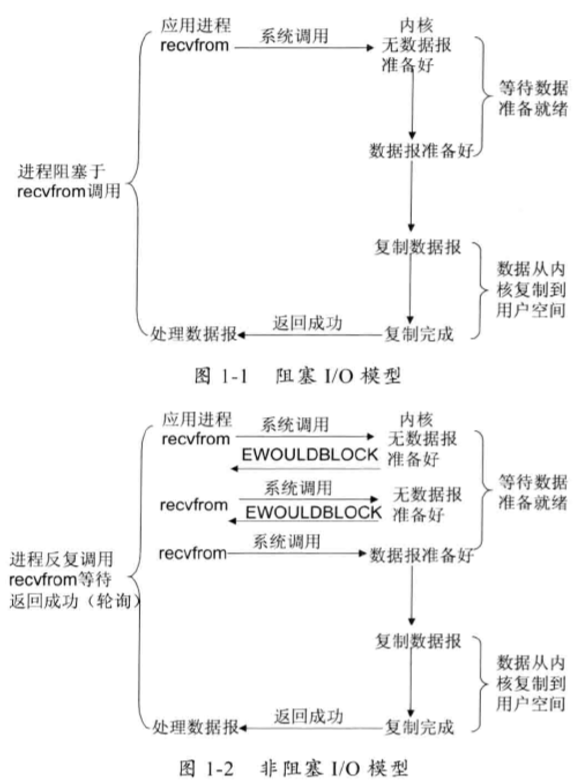 应用进程
recvfrom
系统调用
内核
无数据报
准备好
等待数据
准备就绪
数据报准备好
进程阻塞于
recvfrom调用
复制数据报
数据从内
核复制到
用户空间
处理数据报
返回成功
复制完成
图 1-1 阻塞 I/O 模型
应用进程
recvfrom
系统调用
内核
无数据报
准备好
EWOULDBLOCK
等待数据
准备就绪
recvfrom
系统调用
无数据报
准备好
EWOULDBLOCK
recvfrom
系统调用
数据报准备好
进程反复调用
recvfrom等待
返回成功（轮询）
复制数据报
数据从内
核复制到
用户空间
处理数据报
返回成功
复制完成
图 1-2 非阻塞 I/O 模型